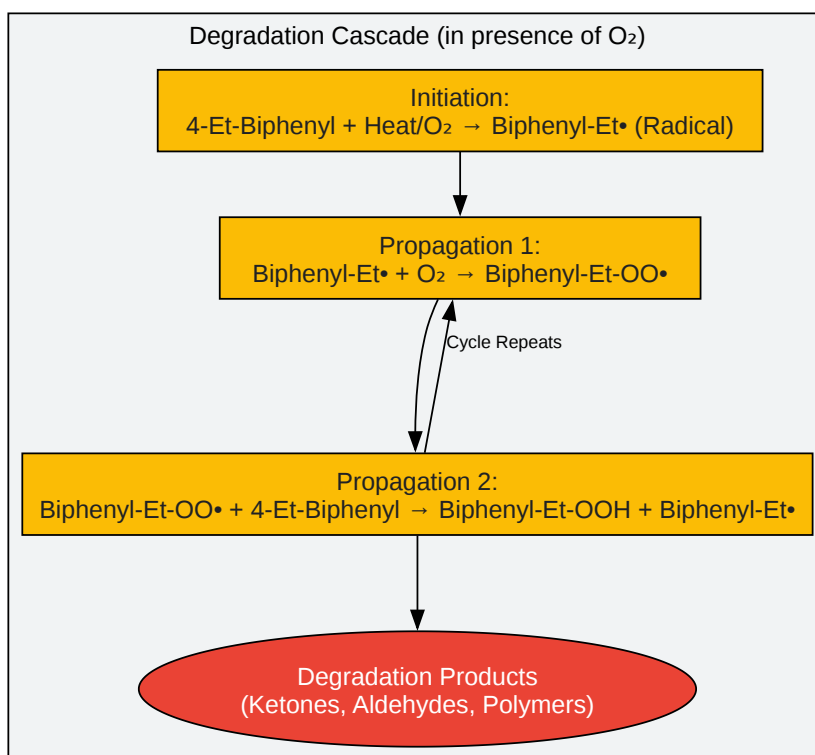 Degradation Cascade (in presence of O₂)
Initiation:
4-Et-Biphenyl + Heat/O₂ → Biphenyl-Et• (Radical)
Propagation 1:
Biphenyl-Et• + O₂ → Biphenyl-Et-OO•
Cycle Repeats
Propagation 2:
Biphenyl-Et-OO• + 4-Et-Biphenyl → Biphenyl-Et-OOH + Biphenyl-Et•
Degradation Products
(Ketones, Aldehydes, Polymers)